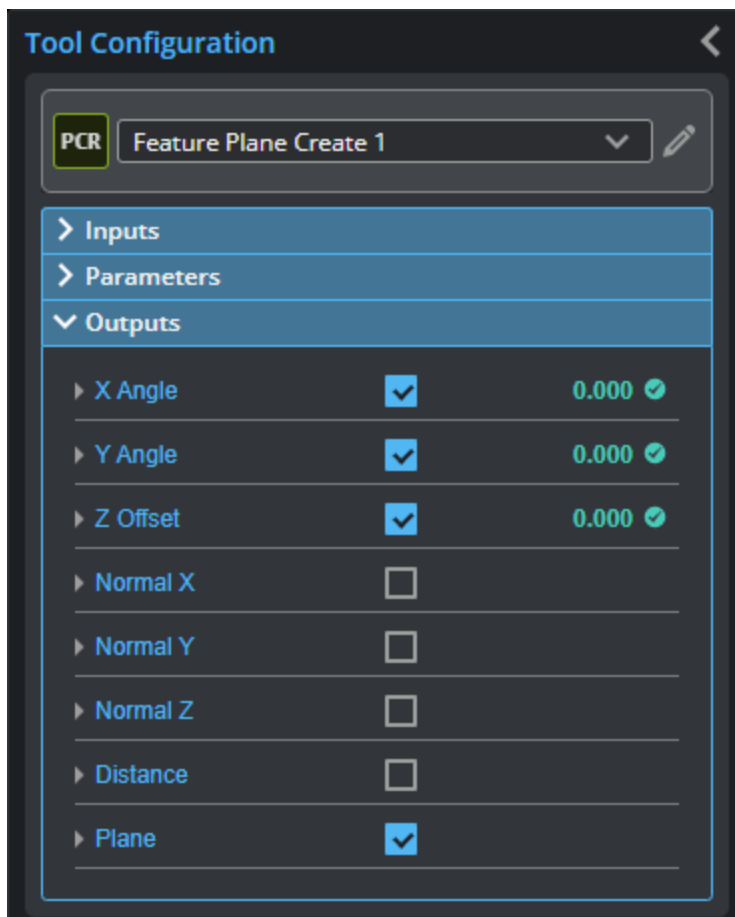 Tool Configuration
PCR Feature Plane Create 1
Inputs
Parameters
Outputs
X Angle 0.000
Y Angle 0.000
Z Offset 0.000
Normal X
Normal Y
Normal Z
Distance
Plane